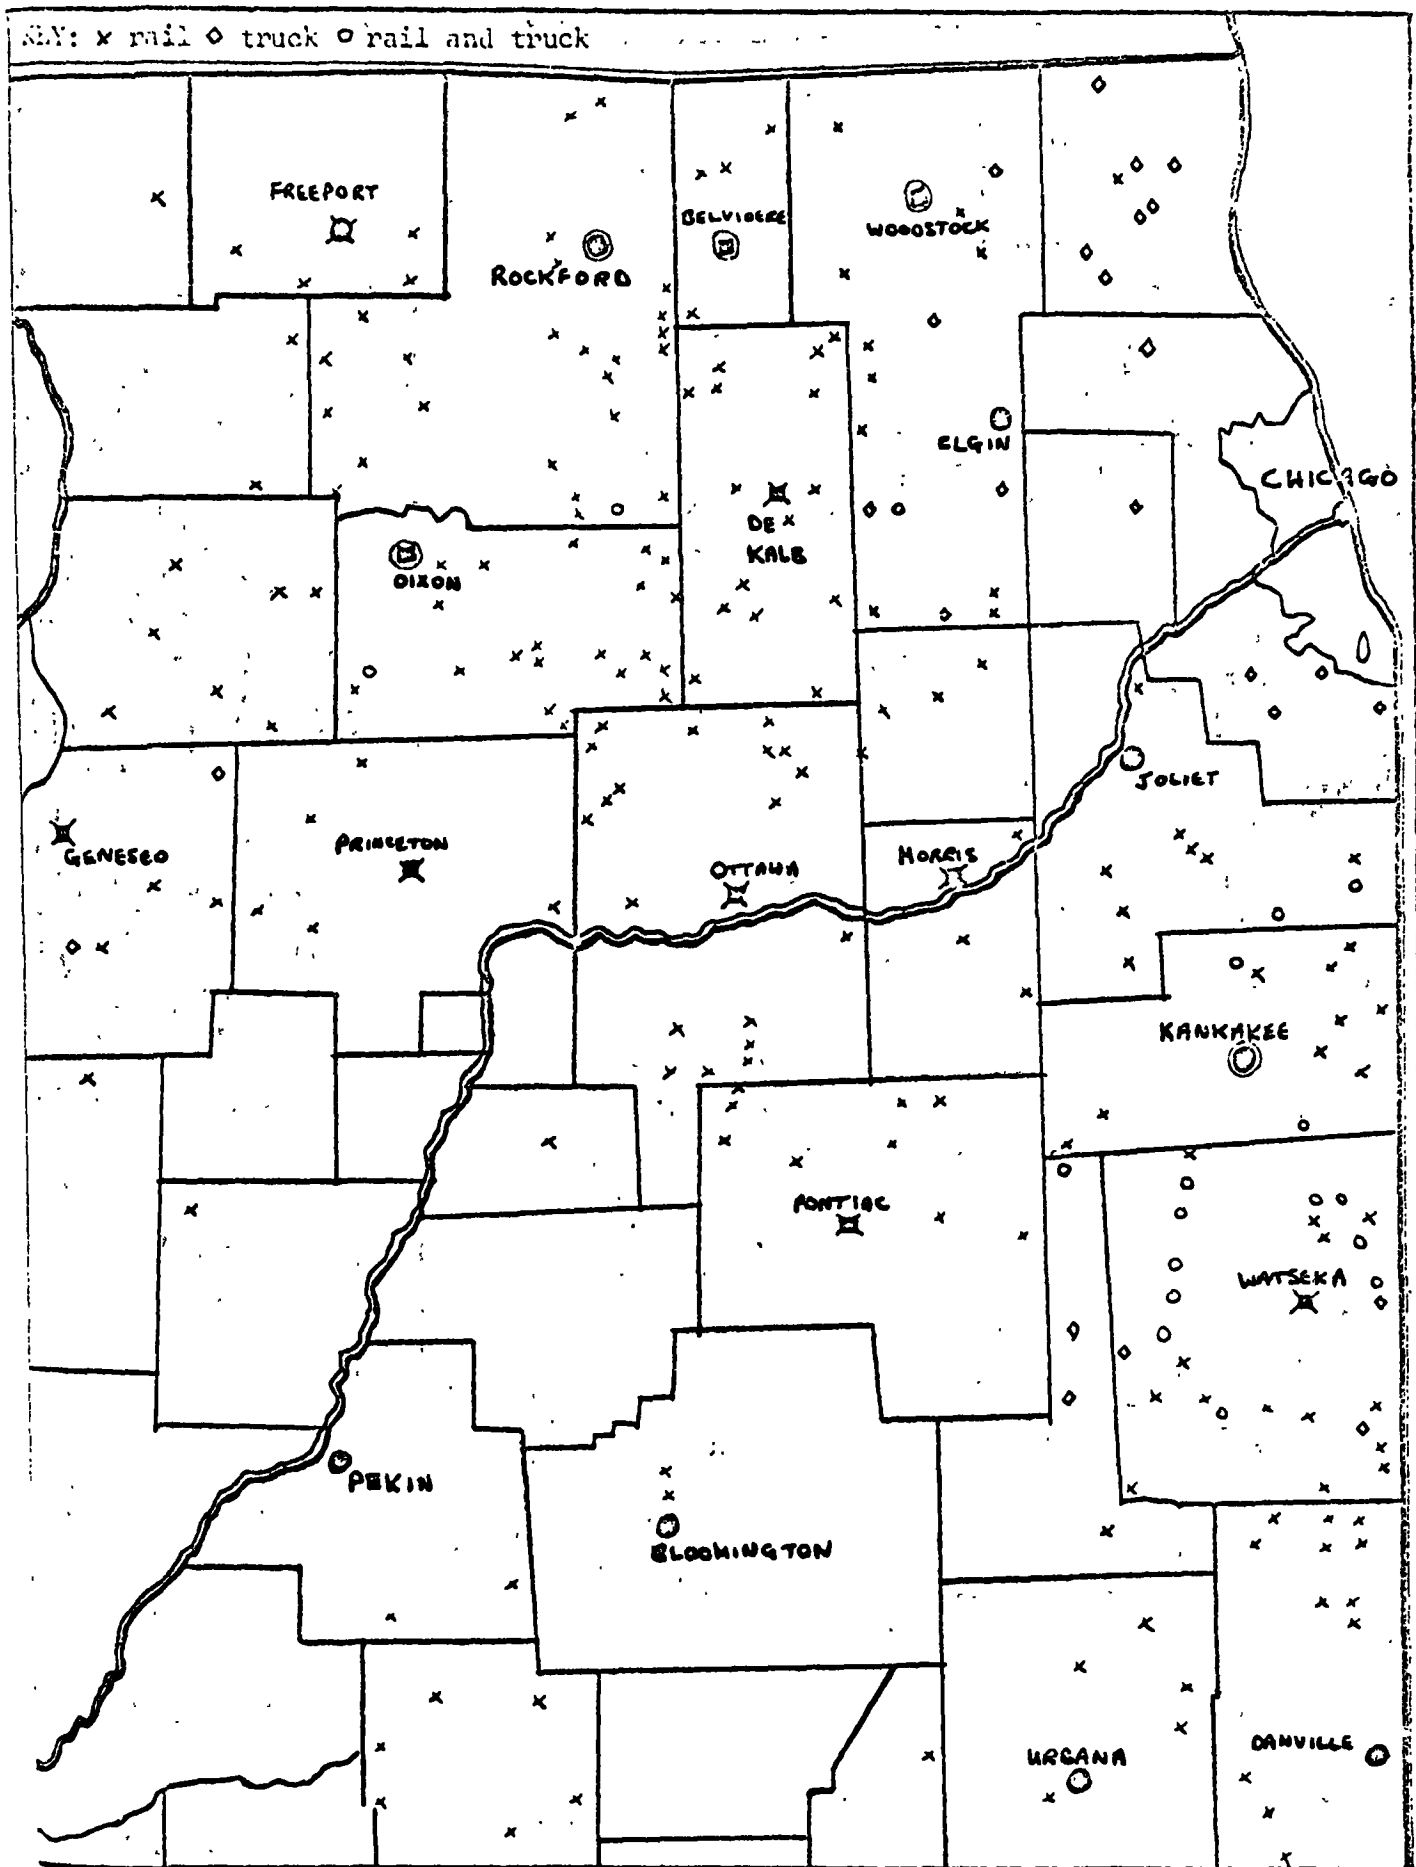 KEY: x rail ◇ truck o rail and truck
FREEPORT
ROCKFORD
BELVIDERE
WOODSTOCK
ELGIN
CHICAGO
DE
KALB
DIXON
JOLIET
GENESEO
PRINCETON
OTTAWA
MORRIS
KANKAKEE
PONTIAC
WATSEKA
PEKIN
BLOOMINGTON
URBANA
DANVILLE